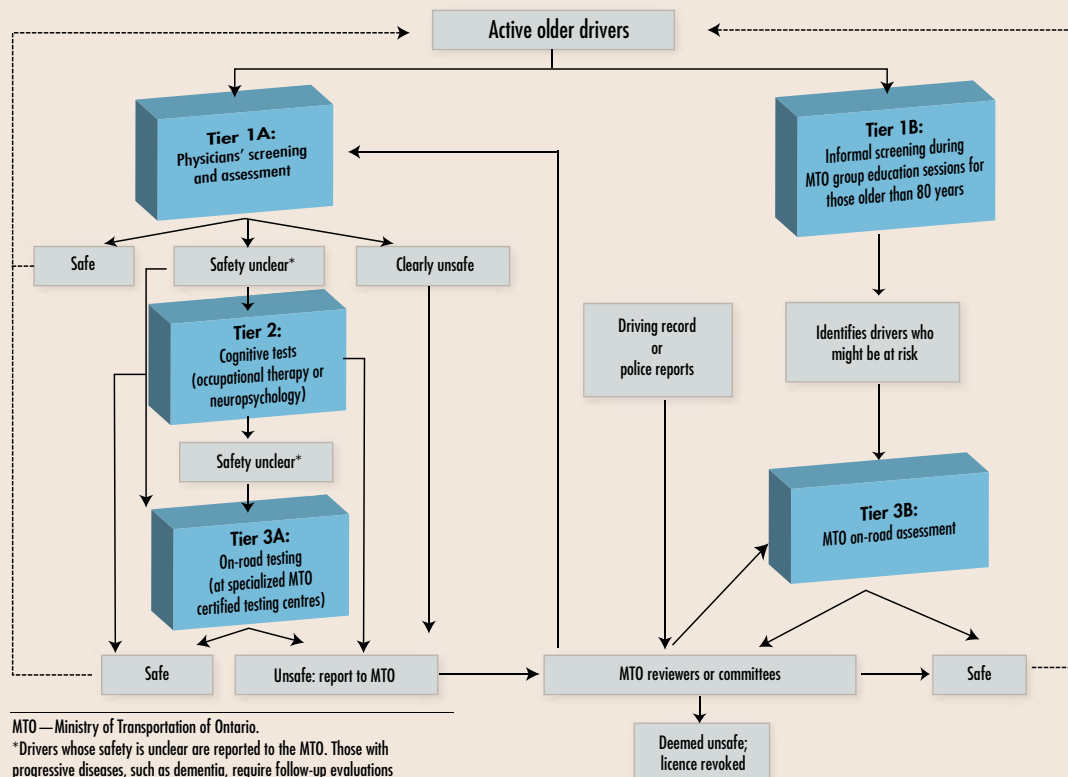 Active older drivers
Tier 1A:
Physicians' screening
and assessment
Tier 1B:
Informal screening during
MTO group education sessions for
those older than 80 years
Safe
Safety unclear*
Clearly unsafe
Tier 2:
Cognitive tests
(occupational therapy or
neuropsychology)
Driving record
or
police reports
Identifies drivers who
might be at risk
Safety unclear*
Tier 3A:
On-road testing
(at specialized MTO
certified testing centres)
Tier 3B:
MTO on-road assessment
Safe
Unsafe: report to MTO
MTO reviewers or committees
Safe
Deemed unsafe;
licence revoked
MTO—Ministry of Transportation of Ontario.
*Drivers whose safety is unclear are reported to the MTO. Those with
progressive diseases, such as dementia, require follow-up evaluations